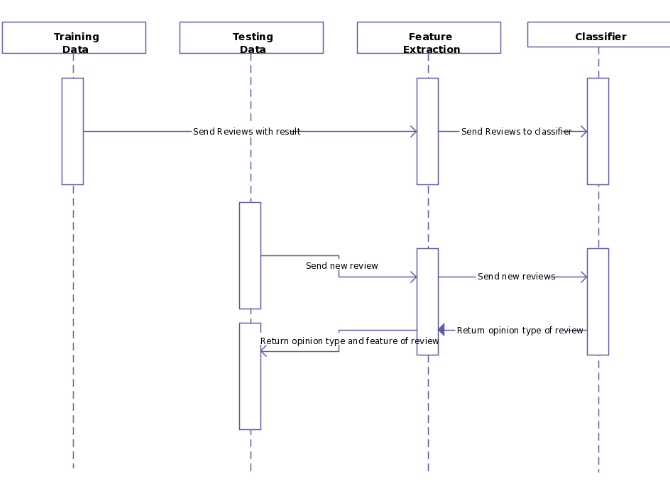 Training
Data
Testing
Data
Feature
Extraction
Classifier
Send Reviews with result
Send Reviews to classifier
Send new review
Send new reviews
Return opinion type of review
Return opinion type and feature of review